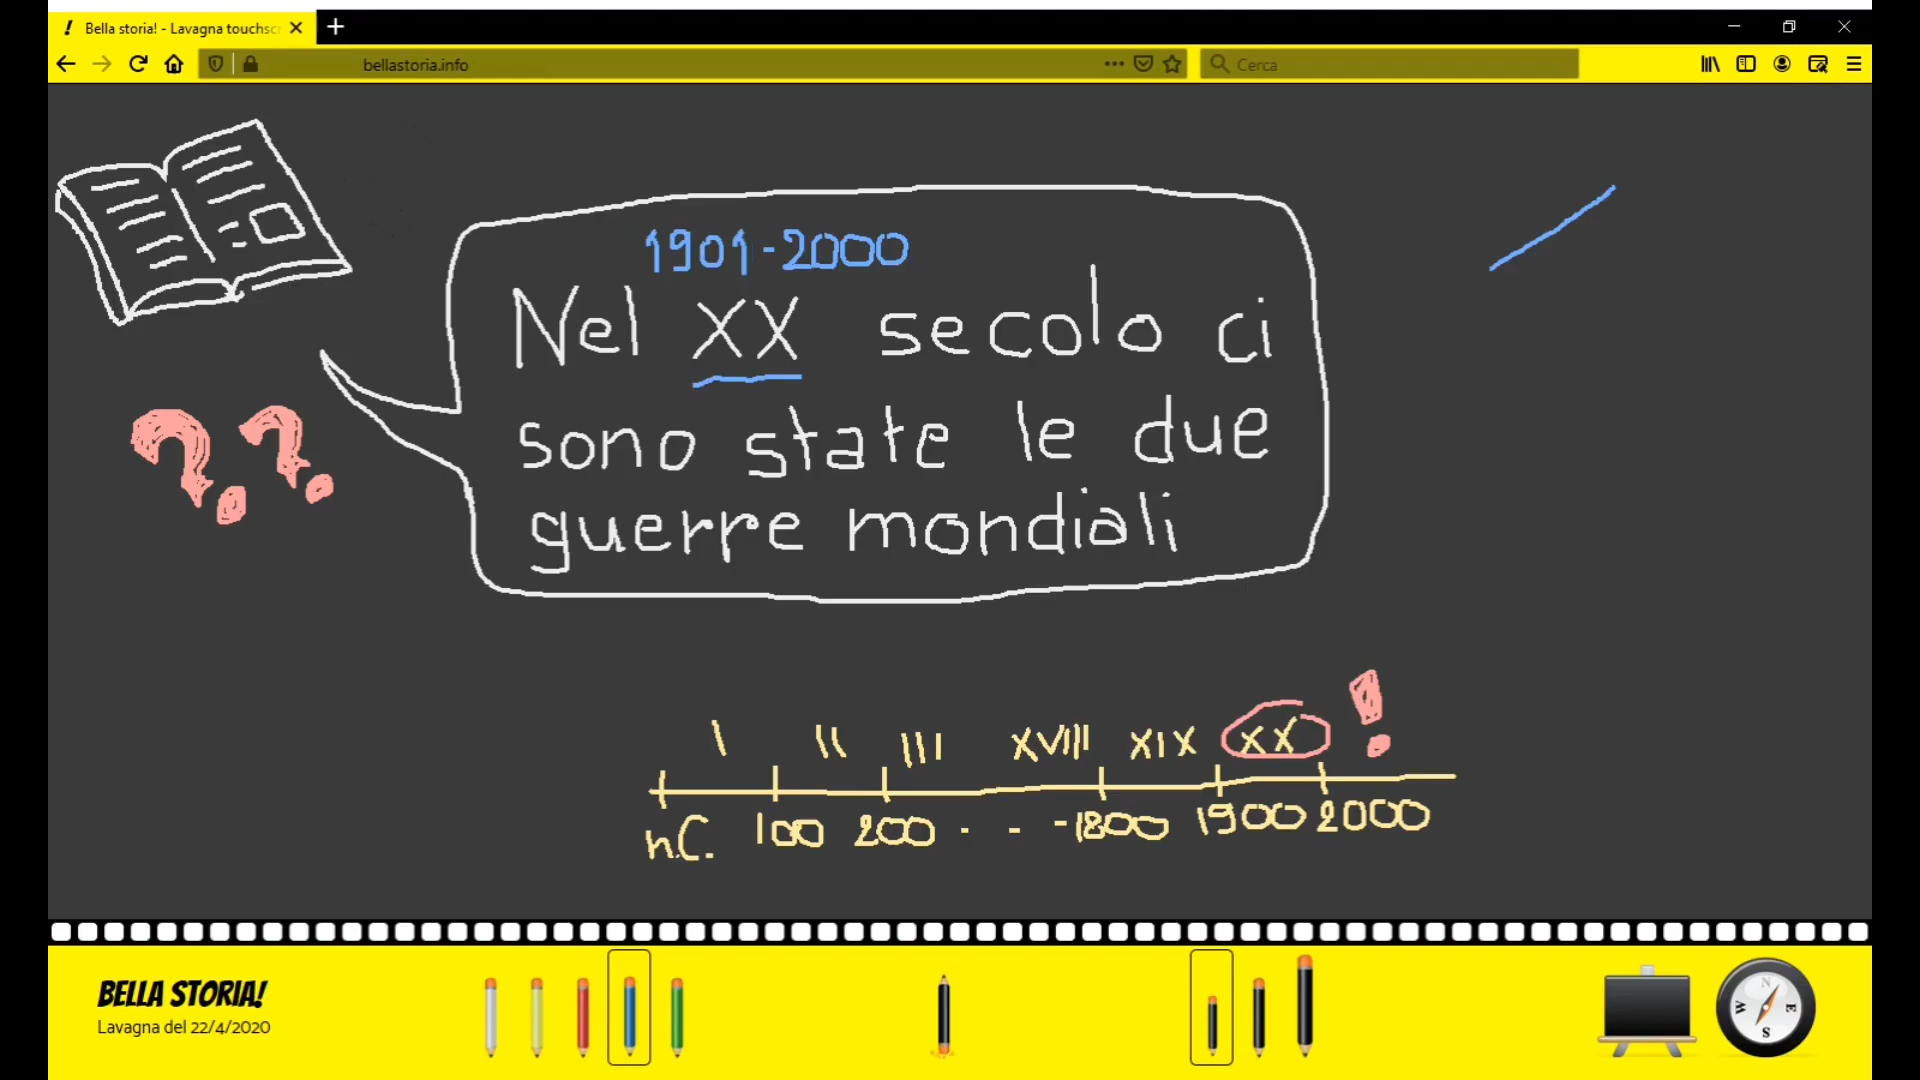 Bella storia! - Lavagna touchscr
bellastoria.info
Cerca
1901-2000
Nel XX secolo ci
sono state le due
guerre mondiali
??
I II III XVIII XIX XX !
n.C. 100 200 - - - 1800 1900 2000
BELLA STORIA!
Lavagna del 22/4/2020
N
W E
S